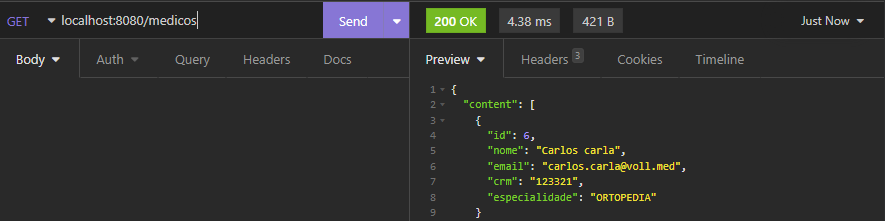 GET localhost:8080/medicos Send 200 OK 4.38 ms 421 B Just Now
Body Auth Query Headers Docs Preview Headers 3 Cookies Timeline
1 {
2 "content": [
3 {
4 "id": 6,
5 "nome": "Carlos carla",
6 "email": "carlos.carla@voll.med",
7 "crm": "123321",
8 "especialidade": "ORTOPEDIA"
9 }